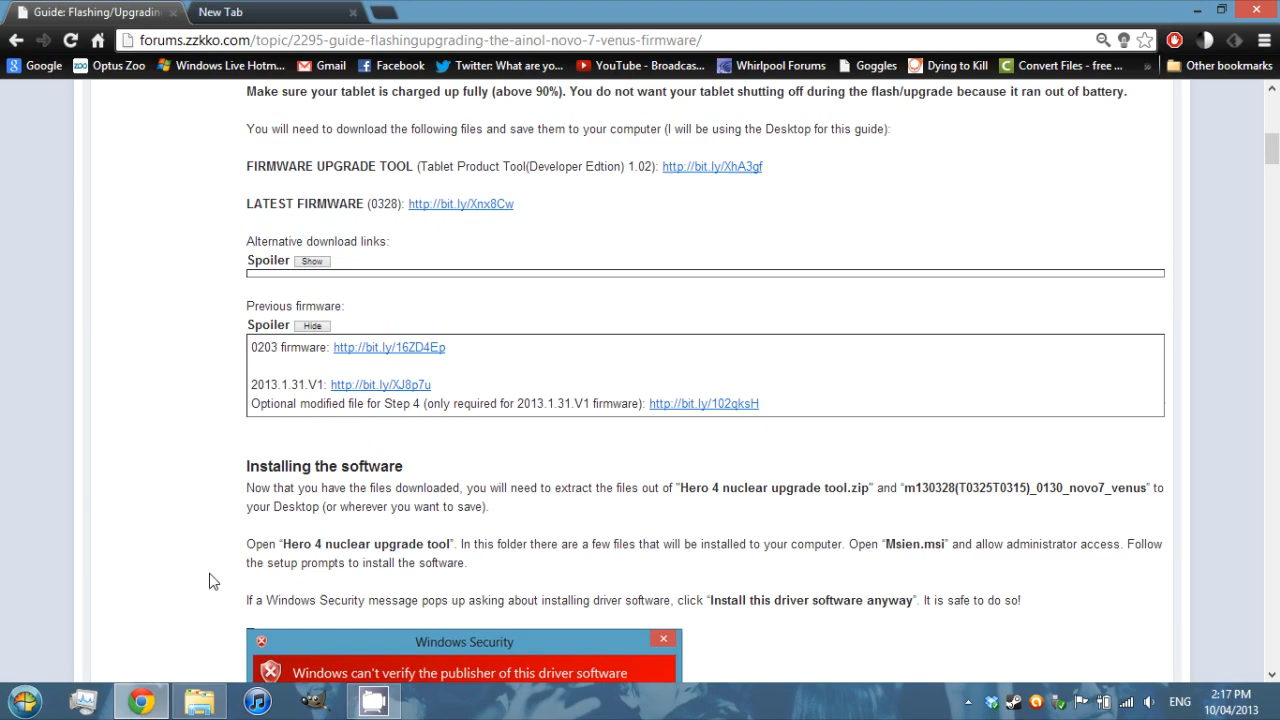 Guide: Flashing/Upgradin
New Tab
forums.zzkko.com/topic/2295-guide-flashingupgrading-the-ainol-novo-7-venus-firmware/
Google
Optus Zoo
Windows Live Hotm...
Gmail
Facebook
Twitter: What are yo...
YouTube - Broadcas...
Whirlpool Forums
Goggles
Dying to Kill
Convert Files - free ...
»
Other bookmarks
Make sure your tablet is charged up fully (above 90%). You do not want your tablet shutting off during the flash/upgrade because it ran out of battery.
You will need to download the following files and save them to your computer (I will be using the Desktop for this guide):
FIRMWARE UPGRADE TOOL (Tablet Product Tool(Developer Edtion) 1.02): http://bit.ly/XhA3gf
LATEST FIRMWARE (0328): http://bit.ly/Xnx8Cw
Alternative download links:
Spoiler Show
Previous firmware:
Spoiler Hide
0203 firmware: http://bit.ly/16ZD4Ep
2013.1.31.V1: http://bit.ly/XJ8p7u
Optional modified file for Step 4 (only required for 2013.1.31.V1 firmware): http://bit.ly/102qksH
Installing the software
Now that you have the files downloaded, you will need to extract the files out of "Hero 4 nuclear upgrade tool.zip" and “m130328(T0325T0315)_0130_novo7_venus” to
your Desktop (or wherever you want to save).
Open “Hero 4 nuclear upgrade tool”. In this folder there are a few files that will be installed to your computer. Open “Msien.msi” and allow administrator access. Follow
the setup prompts to install the software.
If a Windows Security message pops up asking about installing driver software, click “Install this driver software anyway”. It is safe to do so!
Windows Security
Windows can't verify the publisher of this driver software
ENG
2:17 PM
10/04/2013